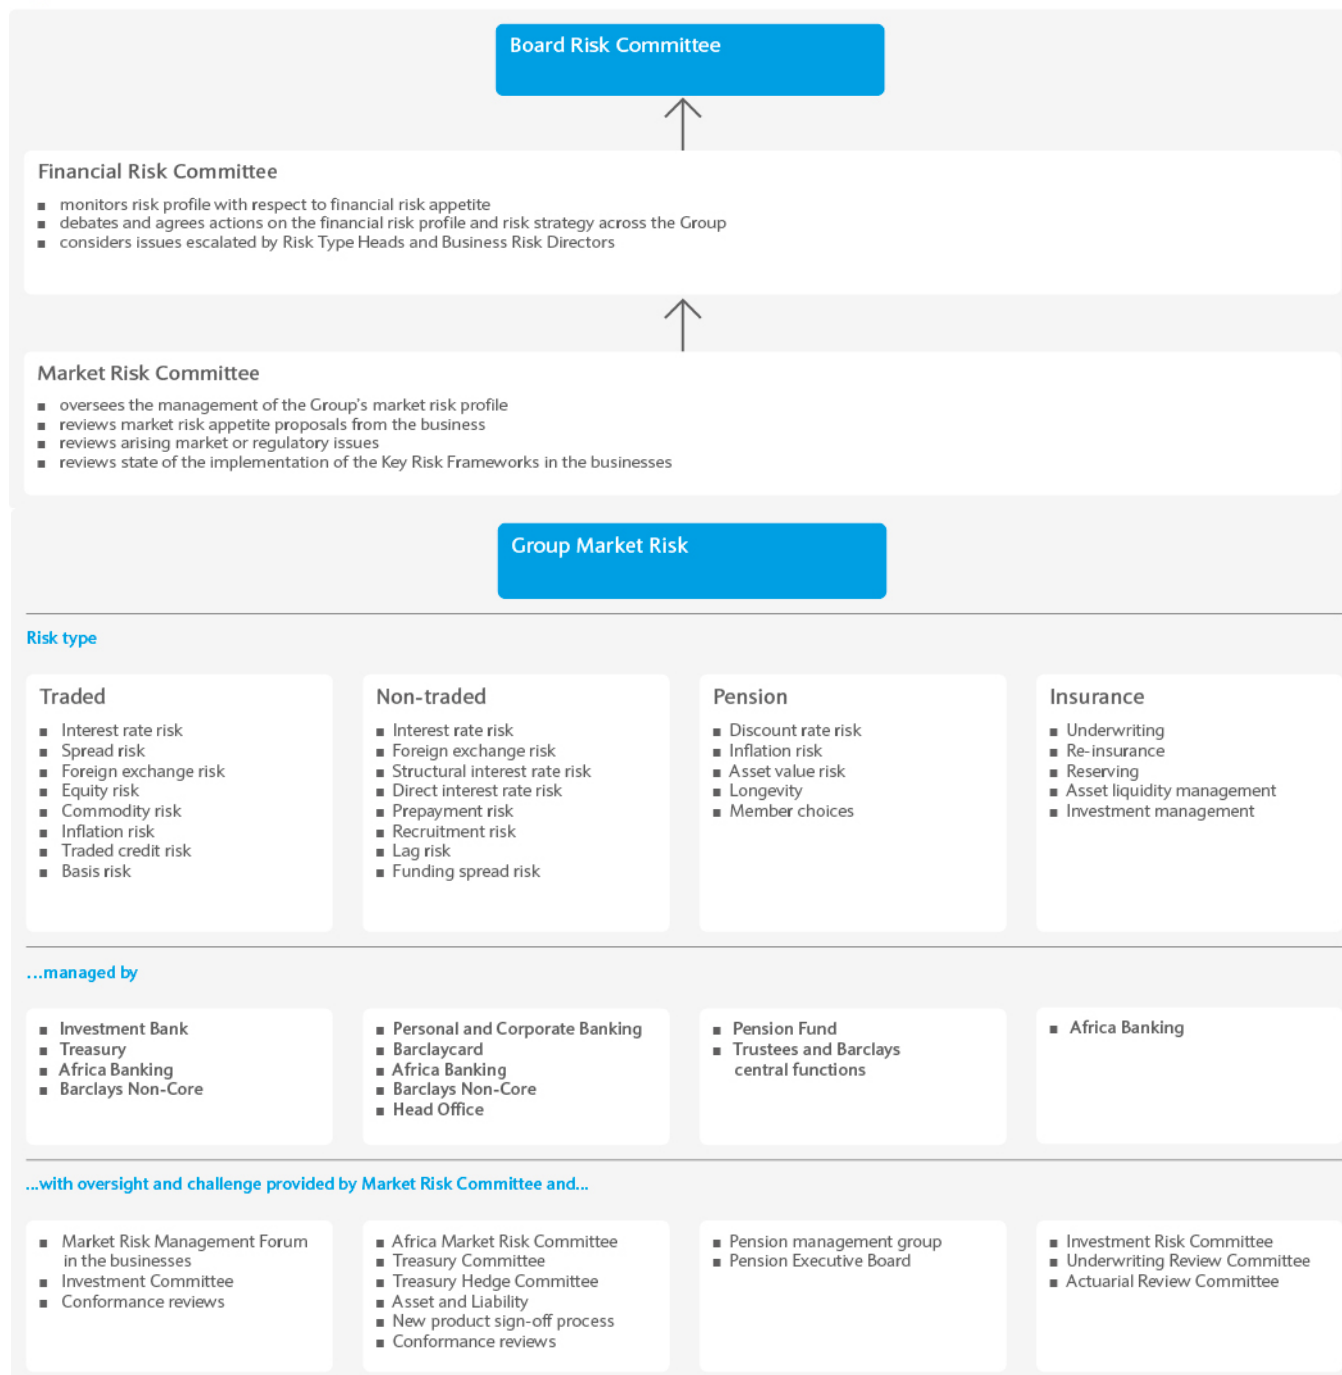 Board Risk Committee
Financial Risk Committee
■ monitors risk profile with respect to financial risk appetite
■ debates and agrees actions on the financial risk profile and risk strategy across the Group
■ considers issues escalated by Risk Type Heads and Business Risk Directors
Market Risk Committee
■ oversees the management of the Group's market risk profile
■ reviews market risk appetite proposals from the business
■ reviews arising market or regulatory issues
■ reviews state of the implementation of the Key Risk Frameworks in the businesses
Group Market Risk
Risk type
Traded
■ Interest rate risk
■ Spread risk
■ Foreign exchange risk
■ Equity risk
■ Commodity risk
■ Inflation risk
■ Traded credit risk
■ Basis risk
Non-traded
■ Interest rate risk
■ Foreign exchange risk
■ Structural interest rate risk
■ Direct interest rate risk
■ Prepayment risk
■ Recruitment risk
■ Lag risk
■ Funding spread risk
Pension
■ Discount rate risk
■ Inflation risk
■ Asset value risk
■ Longevity
■ Member choices
Insurance
■ Underwriting
■ Re-insurance
■ Reserving
■ Asset liquidity management
■ Investment management
...managed by
■ Investment Bank
■ Treasury
■ Africa Banking
■ Barclays Non-Core
■ Personal and Corporate Banking
■ Barclaycard
■ Africa Banking
■ Barclays Non-Core
■ Head Office
■ Pension Fund
■ Trustees and Barclays
central functions
■ Africa Banking
...with oversight and challenge provided by Market Risk Committee and...
■ Market Risk Management Forum
in the businesses
■ Investment Committee
■ Conformance reviews
■ Africa Market Risk Committee
■ Treasury Committee
■ Treasury Hedge Committee
■ Asset and Liability
■ New product sign-off process
■ Conformance reviews
■ Pension management group
■ Pension Executive Board
■ Investment Risk Committee
■ Underwriting Review Committee
■ Actuarial Review Committee